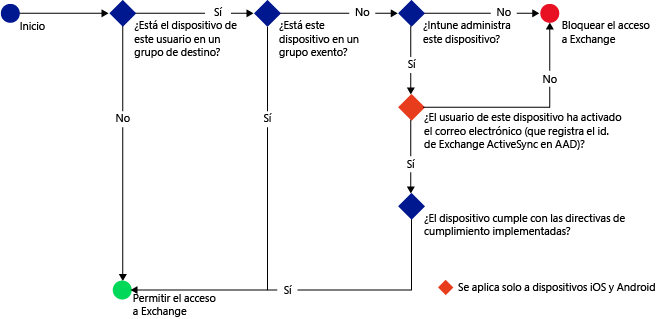 Inicio
¿Está el dispositivo de
este usuario en un
grupo de destino?
Sí
¿Está este
dispositivo en un
grupo exento?
No
¿Intune administra
este dispositivo?
No
Bloquear el acceso
a Exchange
Sí
No
No
Sí
¿El usuario de este dispositivo ha activado
el correo electrónico (que registra el id.
de Exchange ActiveSync en AAD)?
Sí
¿El dispositivo cumple con las directivas de
cumplimiento implementadas?
Sí
Permitir el acceso
a Exchange
Se aplica solo a dispositivos iOS y Android